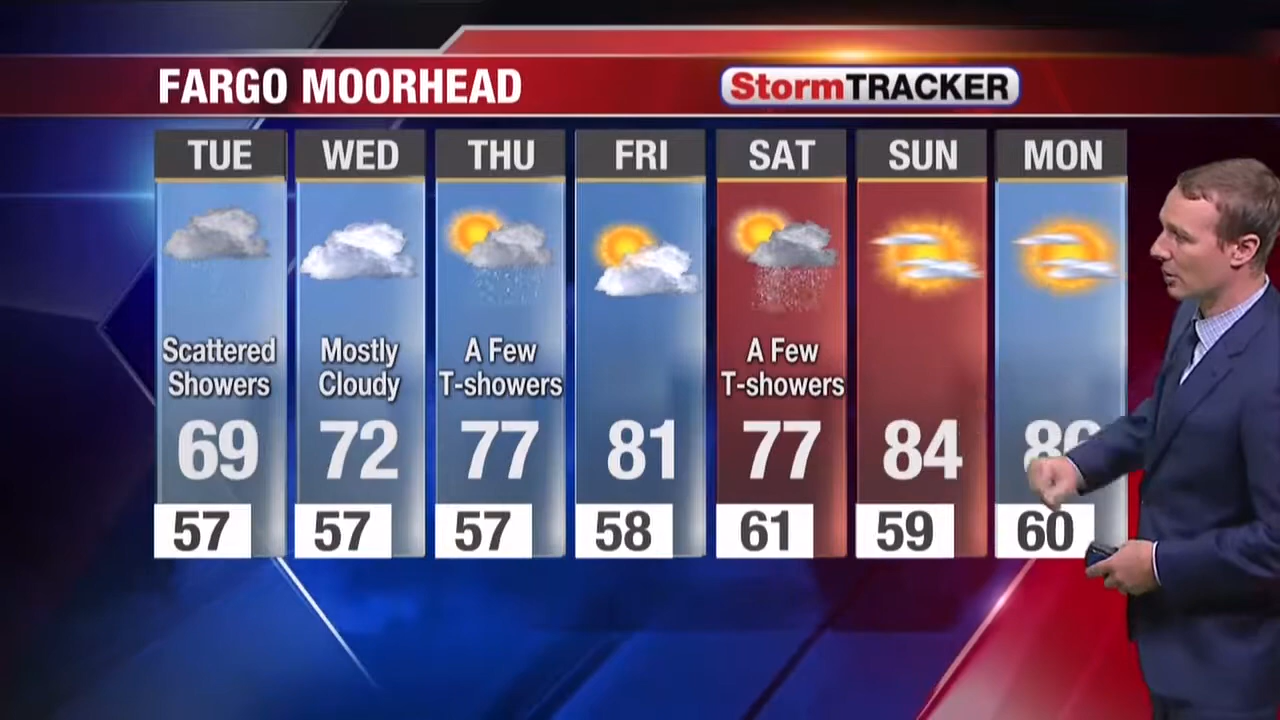 FARGO MOORHEAD
StormTRACKER
TUE
WED
THU
FRI
SAT
SUN
MON
Scattered
Showers
Mostly
Cloudy
A Few
T-showers
A Few
T-showers
69
72
77
81
77
84
57
57
57
58
61
59
60